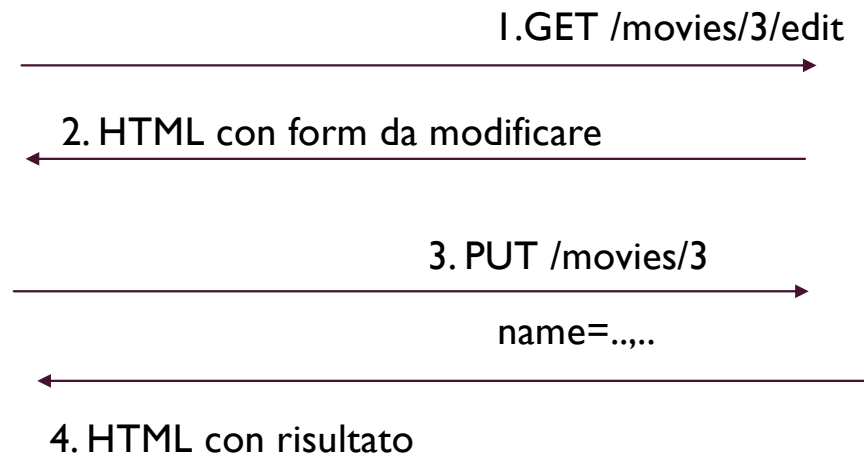 1.GET /movies/3/edit
2. HTML con form da modificare
3. PUT /movies/3
name=..,..
4. HTML con risultato